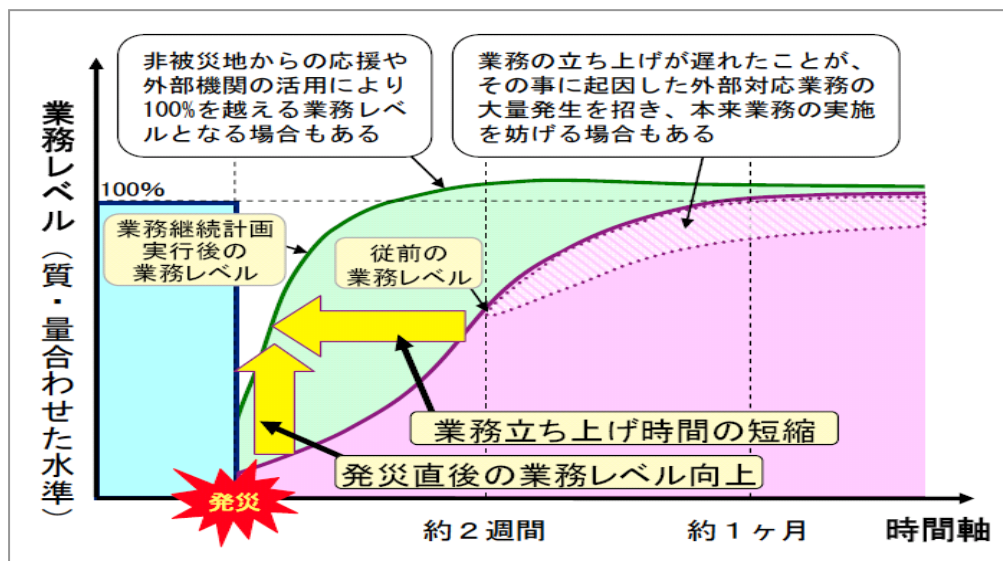 非被災地からの応援や
外部機関の活用により
100%を越える業務レベ
ルとなる場合もある
業務の立ち上げが遅れたことが、
その事に起因した外部対応業務の
大量発生を招き、本来業務の実施
を妨げる場合もある
業務レベル（質・量合わせた水準）
100%
業務継続計画
実行後の
業務レベル
従前の
業務レベル
業務立ち上げ時間の短縮
発災直後の業務レベル向上
発災
約２週間
約１ヶ月
時間軸